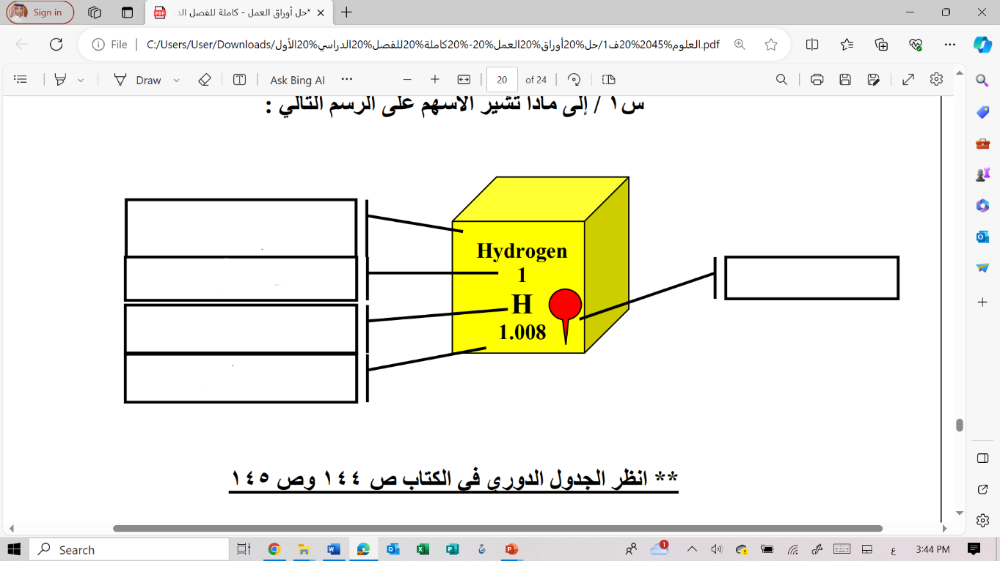 Sign in
*حل أوراق العمل - كاملة للفصل الد
File
C:/Users/User/Downloads/العلوم%2045%20ف1/حل%20أوراق%20العمل%20-%20كاملة%20للفصل%20الدراسي%20الأول.pdf
Draw
Ask Bing AI
20
of 24
س١ / إلى ماذا تشير الأسهم على الرسم التالي :
Hydrogen
1
H
1.008
** انظر الجدول الدوري في الكتاب ص ١٤٤ وص ١٤٥
Search
1
ع
3:44 PM